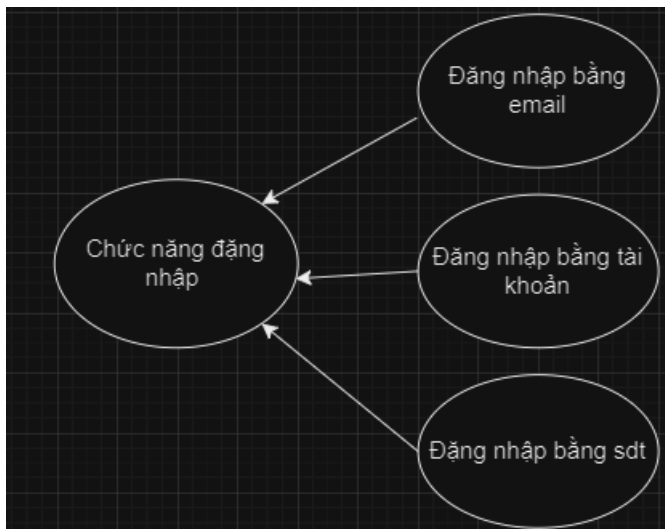 Đăng nhập bằng
email
Chức năng đặng
nhập
Đăng nhập bằng tài
khoản
Đặng nhập bằng sdt